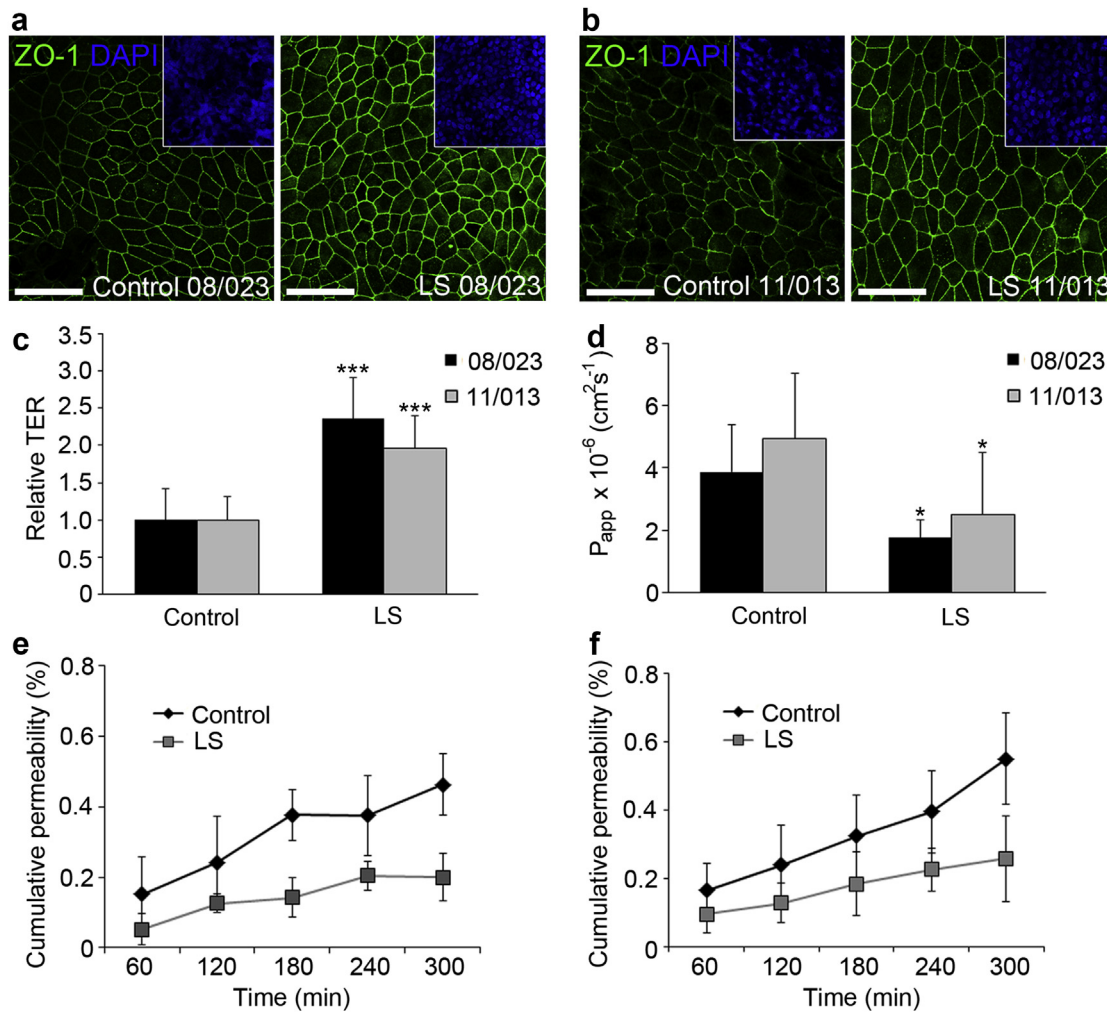 a
ZO-1 DAPI
Control 08/023
LS 08/023
b
ZO-1 DAPI
Control 11/013
LS 11/013
c
Relative TER
3.5
3.0
2.5
2.0
1.5
1.0
0.5
0
***
***
08/023
11/013
Control
LS
d
P_app x 10^-6 (cm^2s^-1)
8
6
4
2
0
*
*
08/023
11/013
Control
LS
e
Cumulative permeability (%)
0.8
0.6
0.4
0.2
0
Control
LS
60 120 180 240 300
Time (min)
f
Cumulative permeability (%)
0.8
0.6
0.4
0.2
0
Control
LS
60 120 180 240 300
Time (min)